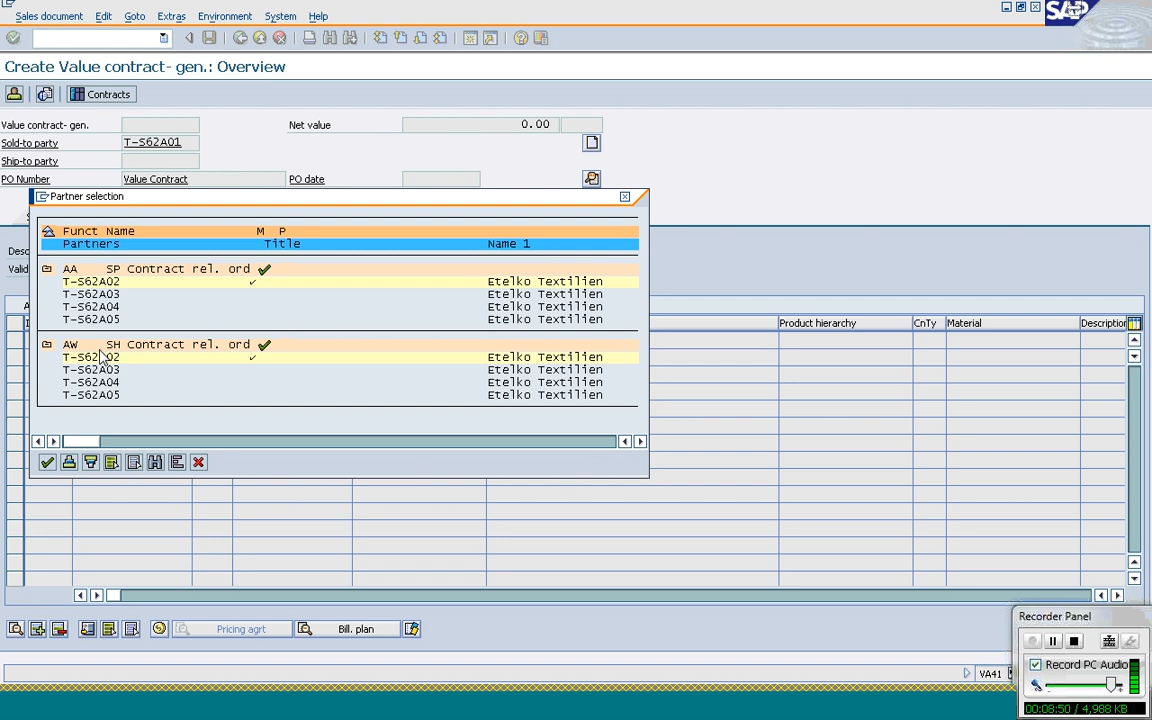 Sales document Edit Goto Extras Environment System Help
SAP
Create Value contract- gen.: Overview
Contracts
Value contract- gen. Net value 0.00
Sold-to party T-S62A01
Ship-to party
PO Number Value Contract PO date
Partner selection
Funct Name M P
Partners Title Name 1
AA SP Contract rel. ord
T-S62A02 Etelko Textilien
T-S62A03 Etelko Textilien
T-S62A04 Etelko Textilien
T-S62A05 Etelko Textilien
AW SH Contract rel. ord
T-S62A02 Etelko Textilien
T-S62A03 Etelko Textilien
T-S62A04 Etelko Textilien
T-S62A05 Etelko Textilien
Desc
Valid
A
Product hierarchy CnTy Material Description
Pricing agrt Bill. plan
VA41
Recorder Panel
Record PC Audio
00:08:50 / 4,988 KB